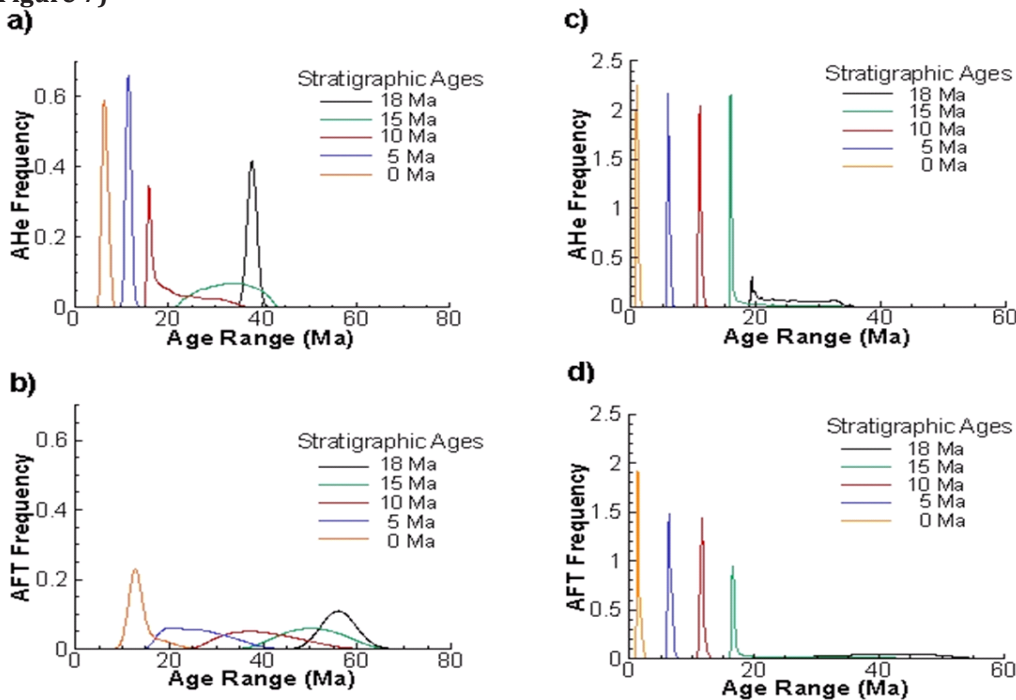 Figure 7)
a)
AHe Frequency
0.6
0.4
0.2
0
0 20 40 60 80
Age Range (Ma)
Stratigraphic Ages
18 Ma
15 Ma
10 Ma
5 Ma
0 Ma
c)
AHe Frequency
2.5
2
1.5
1
0.5
0
0 20 40 60
Age Range (Ma)
Stratigraphic Ages
18 Ma
15 Ma
10 Ma
5 Ma
0 Ma
b)
AFT Frequency
0.6
0.4
0.2
0
0 20 40 60 80
Age Range (Ma)
Stratigraphic Ages
18 Ma
15 Ma
10 Ma
5 Ma
0 Ma
d)
AFT Frequency
2.5
2
1.5
1
0.5
0
0 20 40 60
Age Range (Ma)
Stratigraphic Ages
18 Ma
15 Ma
10 Ma
5 Ma
0 Ma